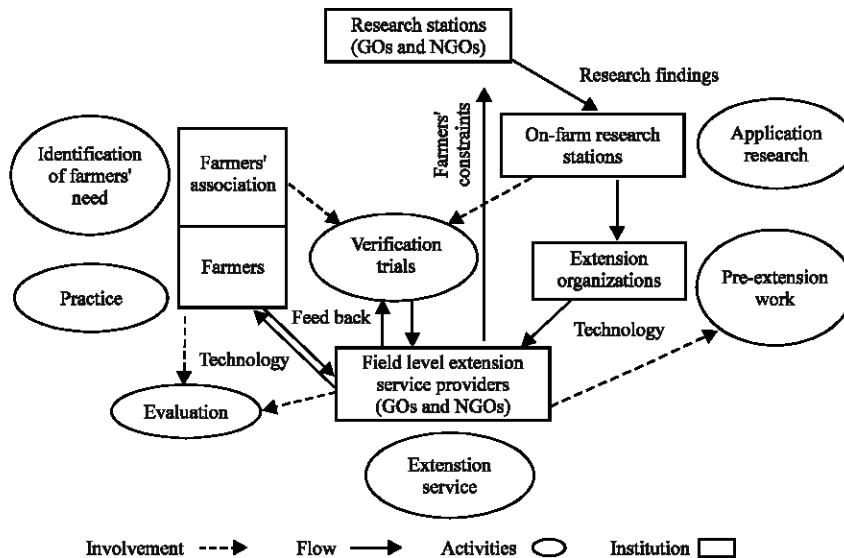 Research stations
(GOs and NGOs)
Research findings
Farmers'
constraints
On-farm research
stations
Application
research
Identification
of farmers'
need
Farmers'
association
Farmers
Verification
trials
Extension
organizations
Pre-extension
work
Practice
Feed back
Technology
Technology
Field level extension
service providers
(GOs and NGOs)
Evaluation
Extenstion
service
Involvement
Flow
Activities
Institution